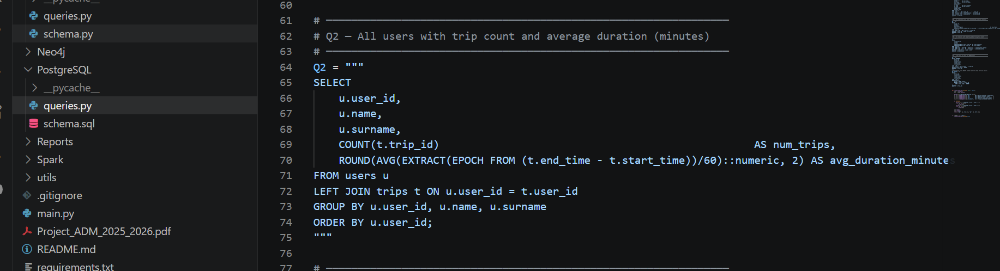 __pycache__
queries.py
schema.py
Neo4j
PostgreSQL
__pycache__
queries.py
schema.sql
Reports
Spark
utils
.gitignore
main.py
Project_ADM_2025_2026.pdf
README.md
requirements.txt
60
61 # ────────────────────────────────────────────────────────────────
62 # Q2 — All users with trip count and average duration (minutes)
63 # ────────────────────────────────────────────────────────────────
64 Q2 = """
65 SELECT
66     u.user_id,
67     u.name,
68     u.surname,
69     COUNT(t.trip_id)                                                  AS num_trips,
70     ROUND(AVG(EXTRACT(EPOCH FROM (t.end_time - t.start_time))/60)::numeric, 2) AS avg_duration_minutes
71 FROM users u
72 LEFT JOIN trips t ON u.user_id = t.user_id
73 GROUP BY u.user_id, u.name, u.surname
74 ORDER BY u.user_id;
75 """
76
77 # ────────────────────────────────────────────────────────────────